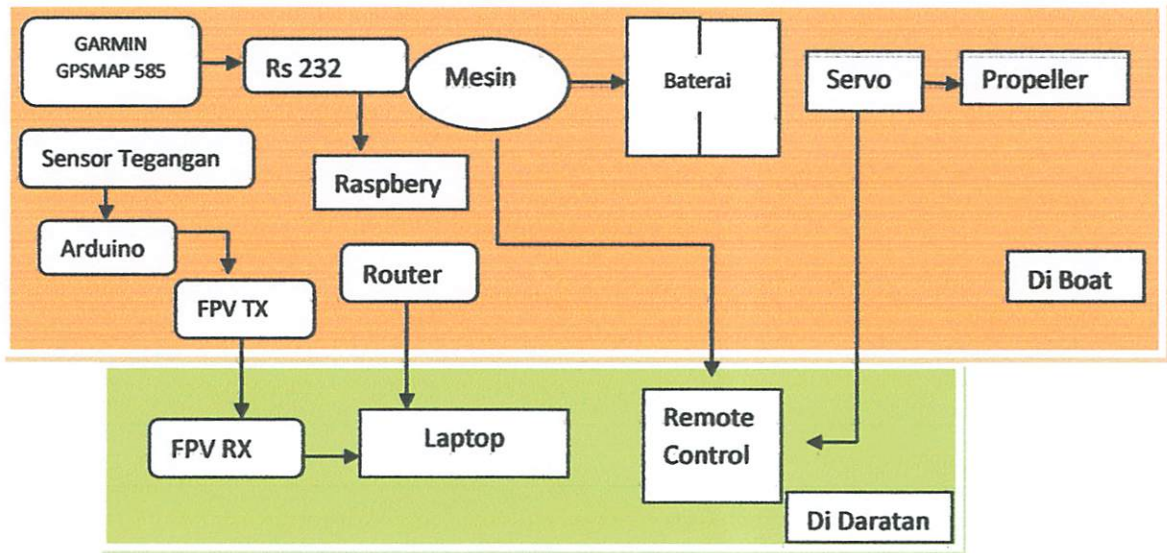 GARMIN
GPSMAP 585
Rs 232
Mesin
Baterai
Servo
Propeller
Sensor Tegangan
Raspbery
Arduino
Router
Di Boat
FPV TX
Remote
Control
FPV RX
Laptop
Di Daratan